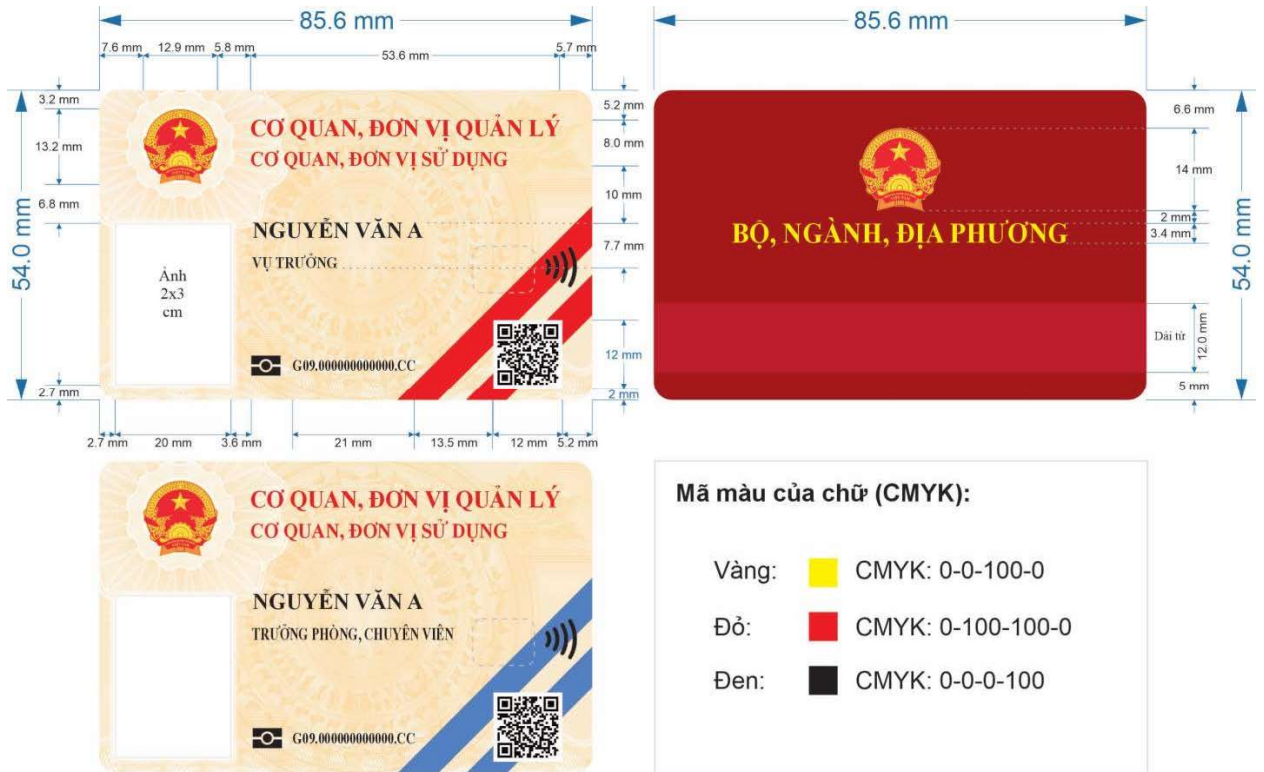 85.6 mm
7.6 mm 12.9 mm 5.8 mm 53.6 mm 5.7 mm
54.0 mm
3.2 mm
13.2 mm
6.8 mm
2.7 mm
CƠ QUAN, ĐƠN VỊ QUẢN LÝ
CƠ QUAN, ĐƠN VỊ SỬ DỤNG
NGUYỄN VĂN A
VỤ TRƯỞNG
Ảnh
2x3
cm
G09.000000000000.CC
5.2 mm
8.0 mm
10 mm
7.7 mm
12 mm
2 mm
2.7 mm 20 mm 3.6 mm 21 mm 13.5 mm 12 mm 5.2 mm
85.6 mm
BỘ, NGÀNH, ĐỊA PHƯƠNG
6.6 mm
14 mm
2 mm
3.4 mm
Dải từ
12.0 mm
5 mm
54.0 mm
CƠ QUAN, ĐƠN VỊ QUẢN LÝ
CƠ QUAN, ĐƠN VỊ SỬ DỤNG
NGUYỄN VĂN A
TRƯỞNG PHÒNG, CHUYÊN VIÊN
G09.000000000000.CC
Mã màu của chữ (CMYK):
Vàng: CMYK: 0-0-100-0
Đỏ: CMYK: 0-100-100-0
Đen: CMYK: 0-0-0-100